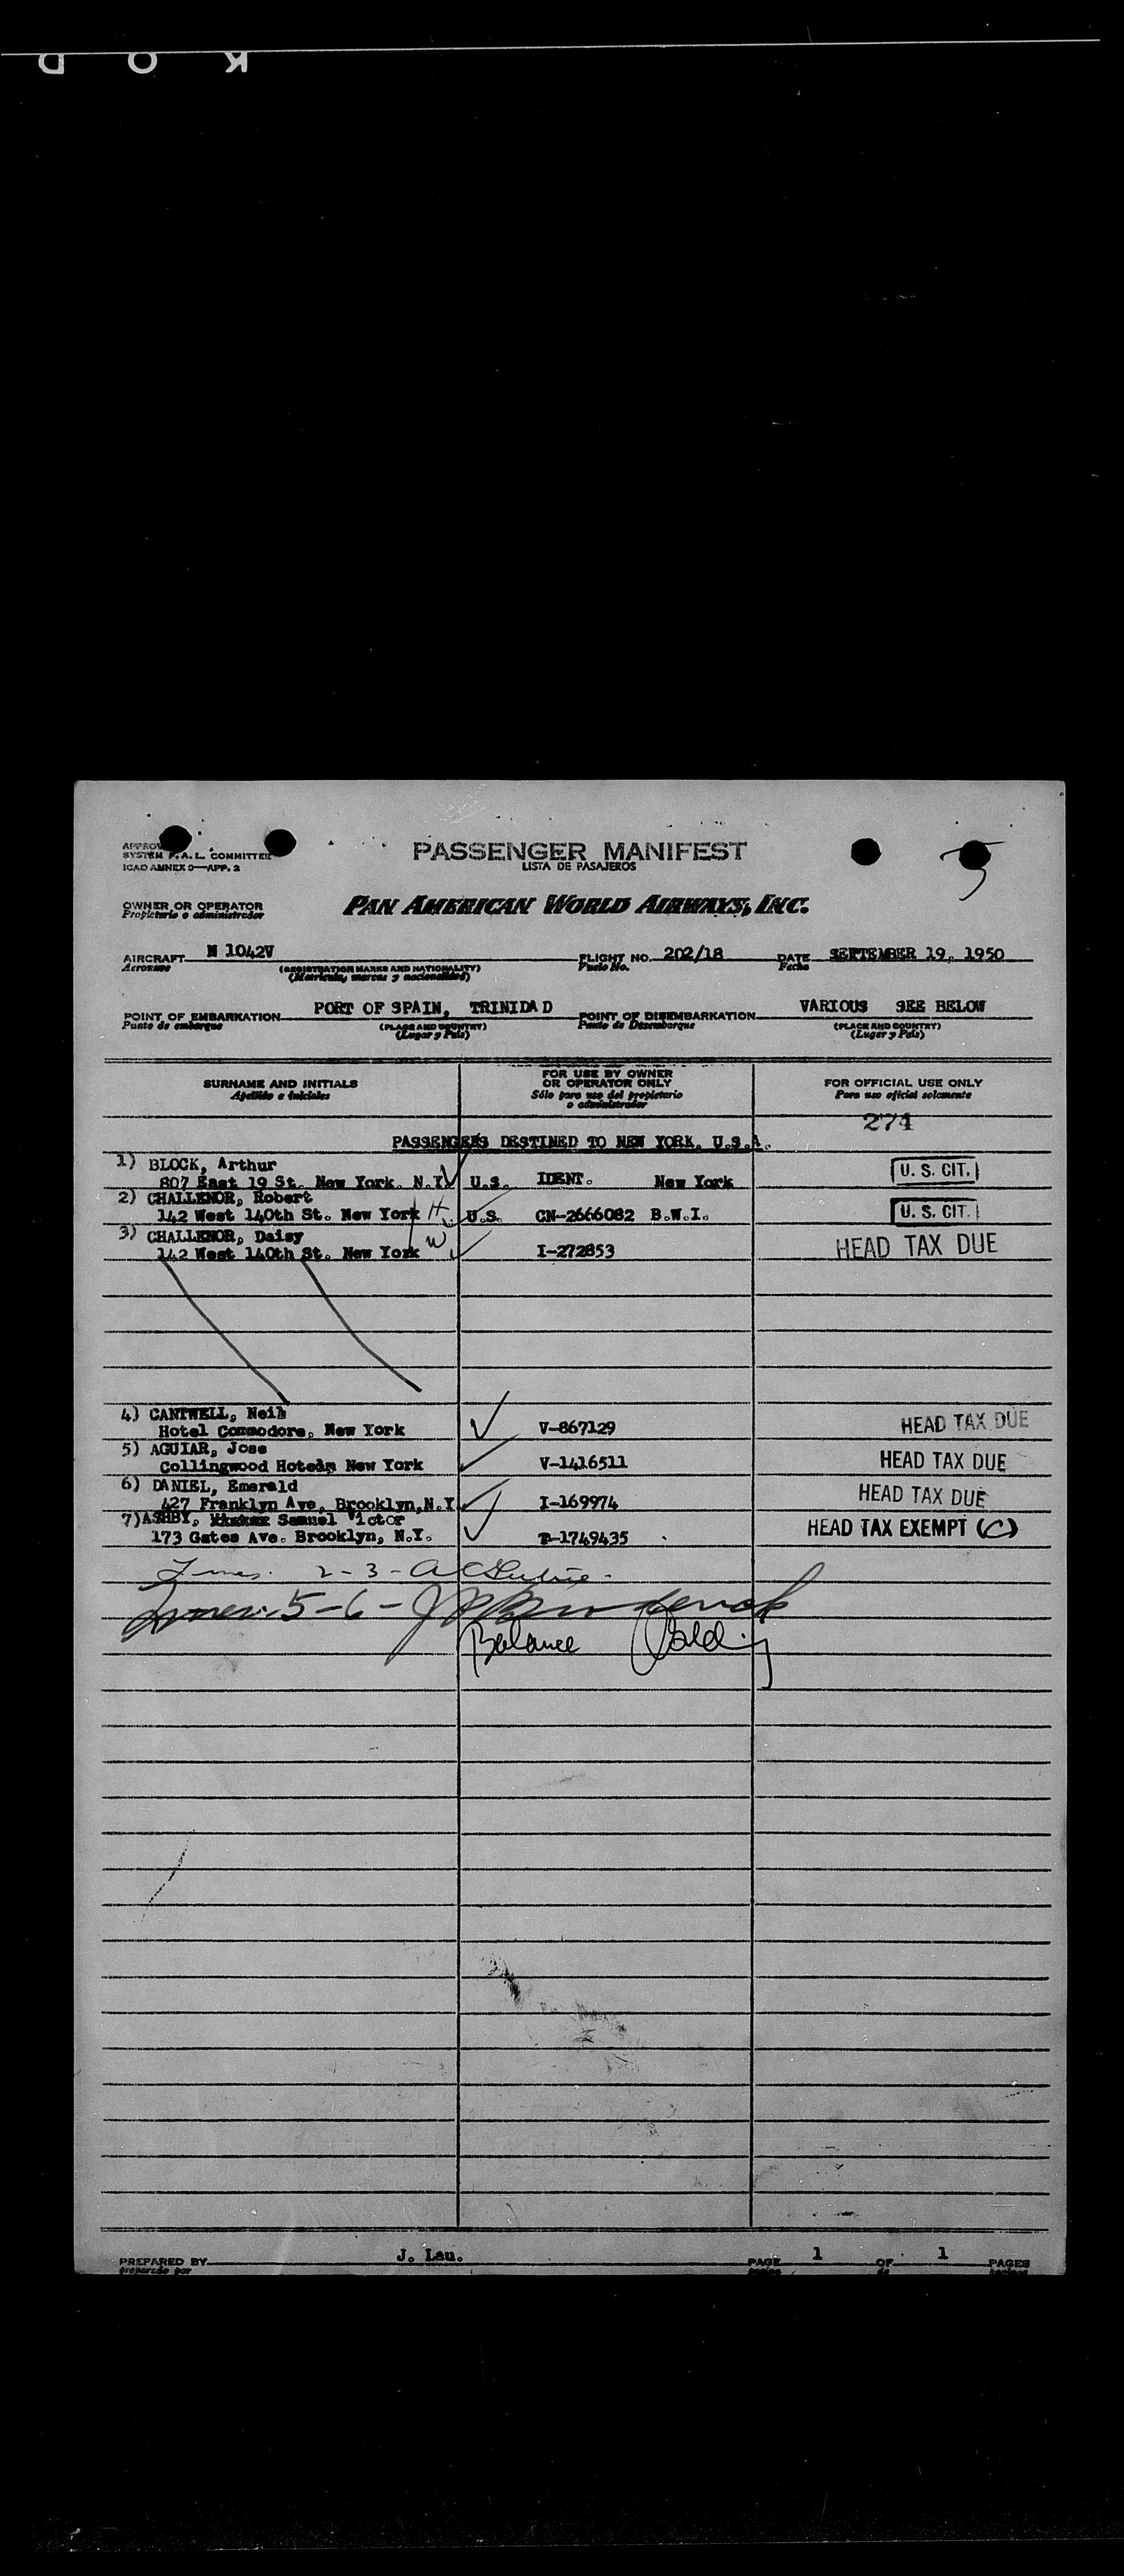 K O D
APPROV
SYSTEM F.A.L. COMMITTEE
ICAO ANNEX 9—APP. 2
PASSENGER MANIFEST
LISTA DE PASAJEROS
5
OWNER OR OPERATOR
Propietario o administrador
PAN AMERICAN WORLD AIRWAYS, INC.
AIRCRAFT N 1042V FLIGHT NO. 202/18 DATE SEPTEMBER 19, 1950
Aeronave (REGISTRATION MARKS AND NATIONALITY) Vuelo No. Fecha
(Matrícula, marcas y nacionalidad)
POINT OF EMBARKATION PORT OF SPAIN, TRINIDAD POINT OF DISEMBARKATION VARIOUS SEE BELOW
Punto de embarque (PLACE AND COUNTRY) Punto de Desembarque (PLACE AND COUNTRY)
(Lugar y País) (Lugar y País)
SURNAME AND INITIALS FOR USE BY OWNER OR OPERATOR ONLY FOR OFFICIAL USE ONLY
Apellido e iniciales Sólo para uso del propietario o administrador Para uso oficial solamente
274
PASSENGERS DESTINED TO NEW YORK, U.S.A.
1) BLOCK, Arthur
807 East 19 St. New York, N.Y. U.S. IDENT. New York U. S. CIT.
2) CHALLENOR, Robert
142 West 140th St. New York H U.S. CN-2666082 B.W.I. U. S. CIT.
3) CHALLENOR, Daisy
142 West 140th St. New York W I-272853 HEAD TAX DUE
4) CANTWELL, Neil
Hotel Commodore, New York V-867129 HEAD TAX DUE
5) AGUIAR, Jose
Collingwood Hotel, New York V-1416511 HEAD TAX DUE
6) DANIEL, Emerald
427 Franklyn Ave, Brooklyn, N.Y. I-169974 HEAD TAX DUE
7) ASHBY, Samuel Victor
173 Gates Ave. Brooklyn, N.Y. 1749435 HEAD TAX EXEMPT (C)
2-3-
5-6-
Balance
PREPARED BY J. Lau. PAGE 1 OF 1 PAGES
preparado por